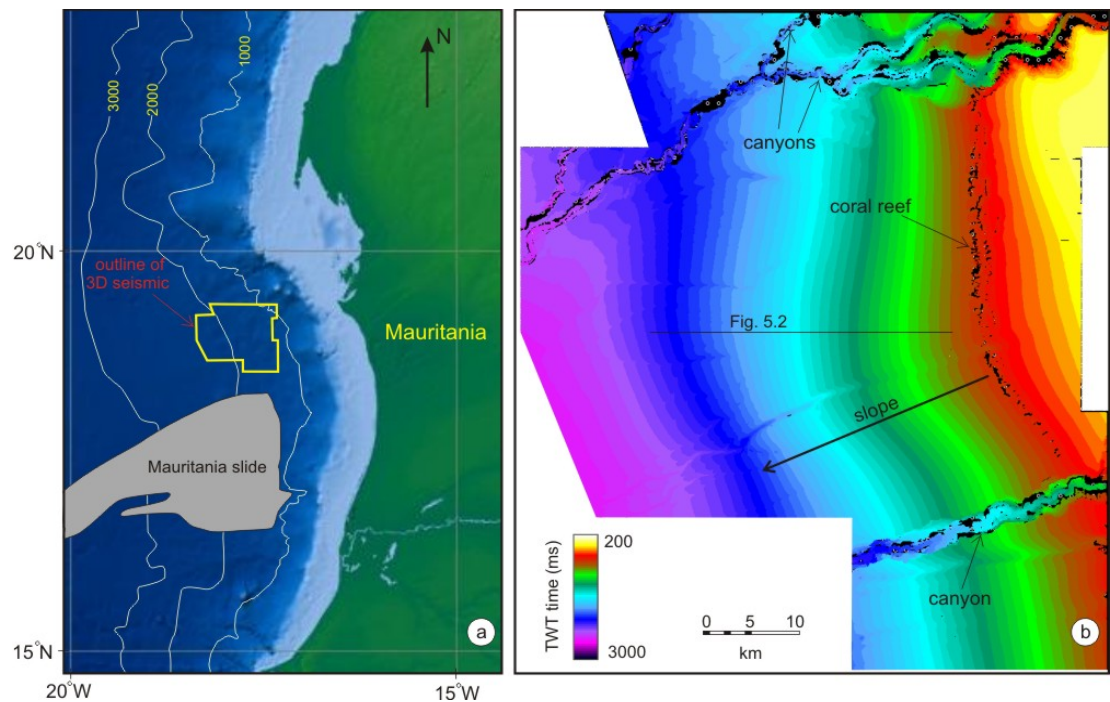 N
3000
2000
1000
20°N
outline of
3D seismic
Mauritania
Mauritania slide
15°N
20°W
15°W
a
canyons
coral reef
Fig. 5.2
slope
canyon
TWT time (ms)
200
3000
0 5 10
km
b